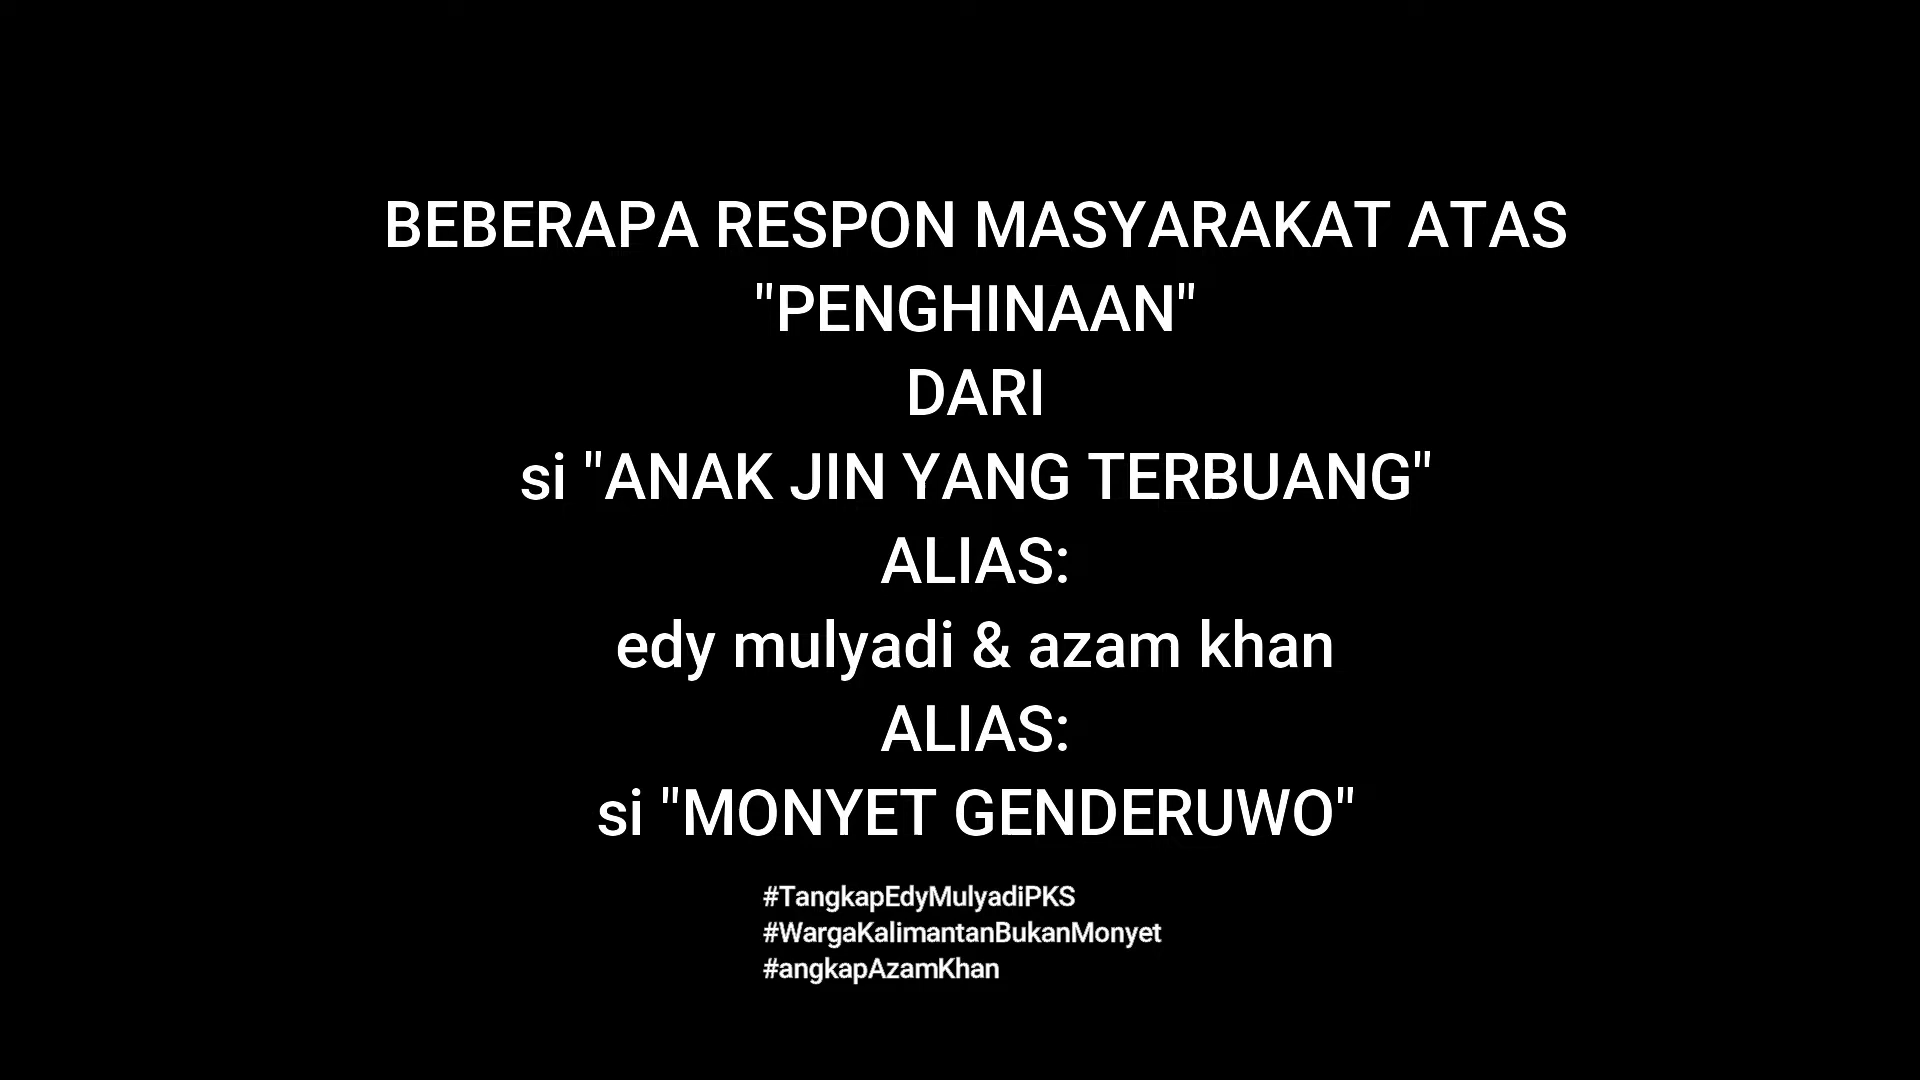 BEBERAPA RESPON MASYARAKAT ATAS
"PENGHINAAN"
DARI
si "ANAK JIN YANG TERBUANG"
ALIAS:
edy mulyadi & azam khan
ALIAS:
si "MONYET GENDERUWO"
#TangkapEdyMulyadiPKS
#WargaKalimantanBukanMonyet
#angkapAzamKhan